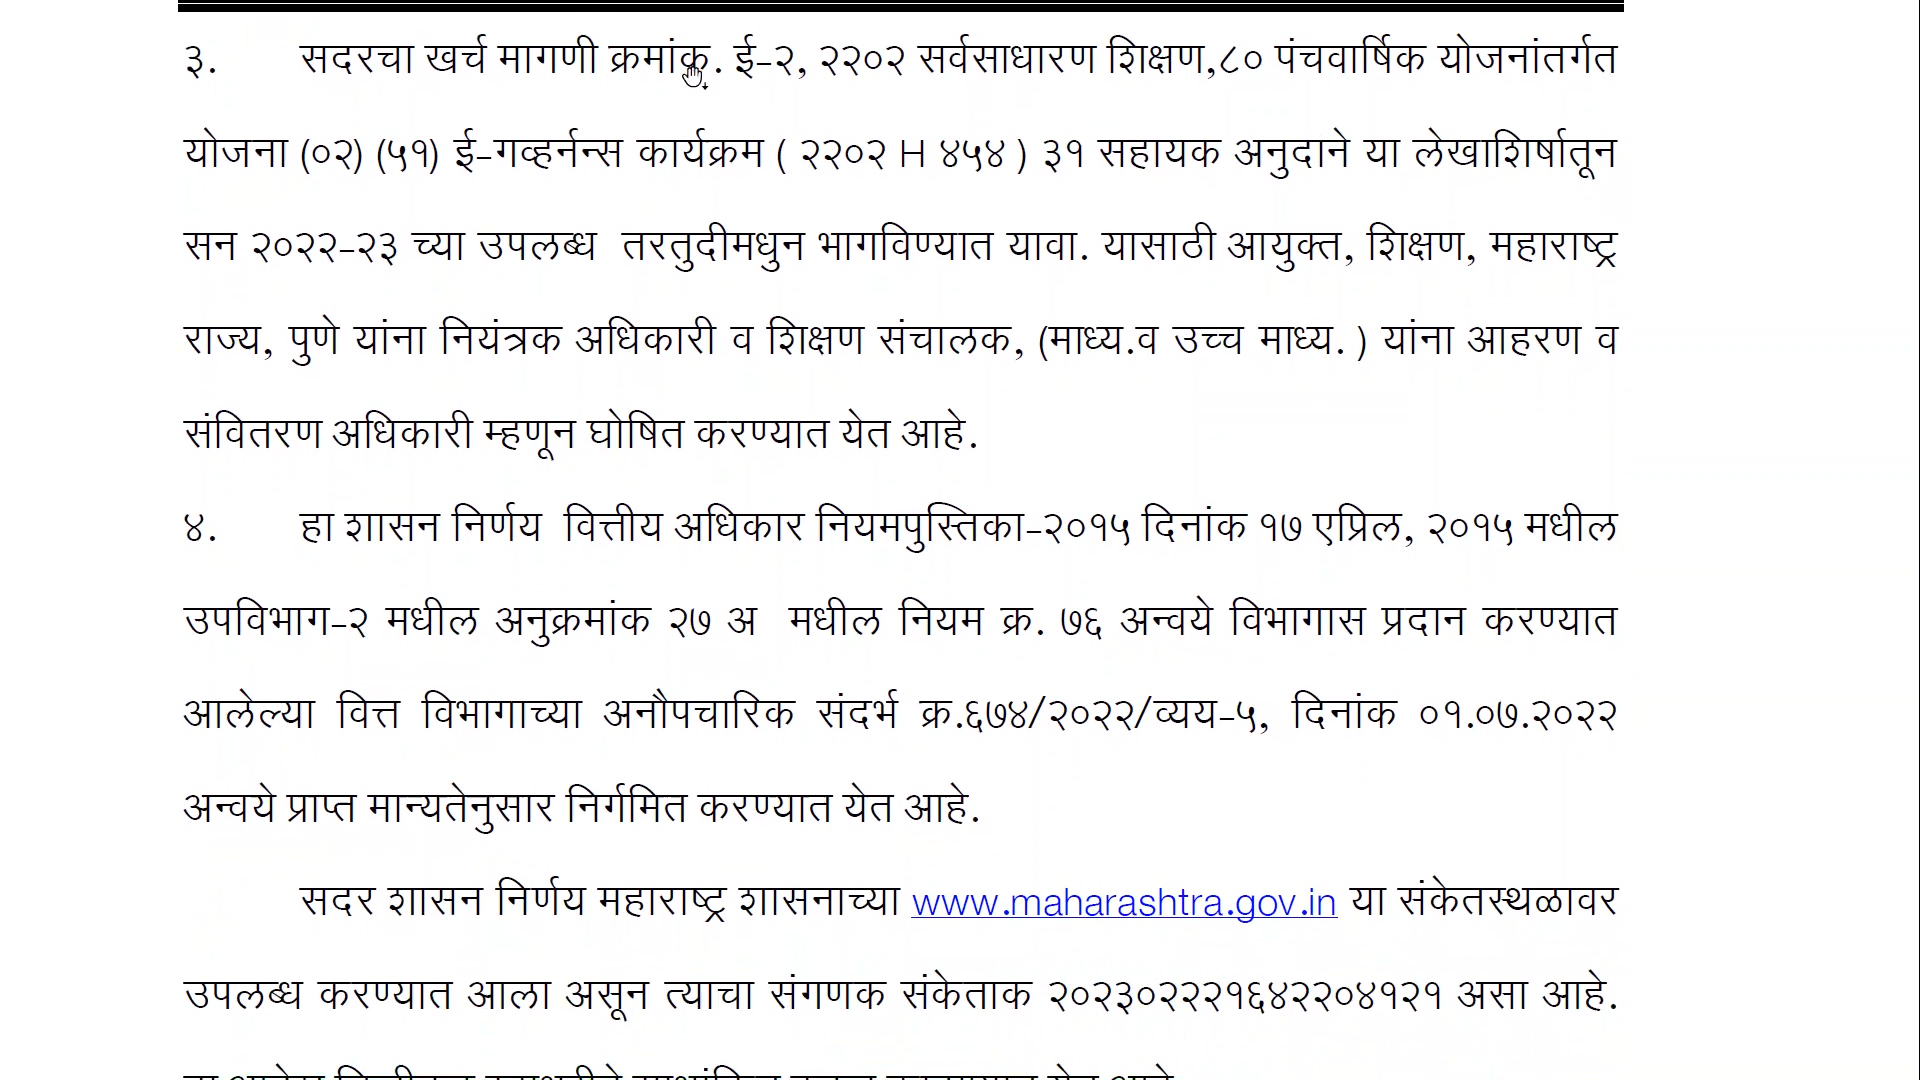 ३. सदरचा खर्च मागणी क्रमांक. ई-२, २२०२ सर्वसाधारण शिक्षण,८० पंचवार्षिक योजनांतर्गत
योजना (०२) (५१) ई-गव्हर्नन्स कार्यक्रम ( २२०२ H ४५४ ) ३१ सहायक अनुदाने या लेखाशिर्षातून
सन २०२२-२३ च्या उपलब्ध तरतुदीमधुन भागविण्यात यावा. यासाठी आयुक्त, शिक्षण, महाराष्ट्र
राज्य, पुणे यांना नियंत्रक अधिकारी व शिक्षण संचालक, (माध्य.व उच्च माध्य. ) यांना आहरण व
संवितरण अधिकारी म्हणून घोषित करण्यात येत आहे.
४. हा शासन निर्णय वित्तीय अधिकार नियमपुस्तिका-२०१५ दिनांक १७ एप्रिल, २०१५ मधील
उपविभाग-२ मधील अनुक्रमांक २७ अ मधील नियम क्र. ७६ अन्वये विभागास प्रदान करण्यात
आलेल्या वित्त विभागाच्या अनौपचारिक संदर्भ क्र.६७४/२०२२/व्यय-५, दिनांक ०१.०७.२०२२
अन्वये प्राप्त मान्यतेनुसार निर्गमित करण्यात येत आहे.
सदर शासन निर्णय महाराष्ट्र शासनाच्या www.maharashtra.gov.in या संकेतस्थळावर
उपलब्ध करण्यात आला असून त्याचा संगणक संकेताक २०२३०२२२१६४२२०४१२१ असा आहे.